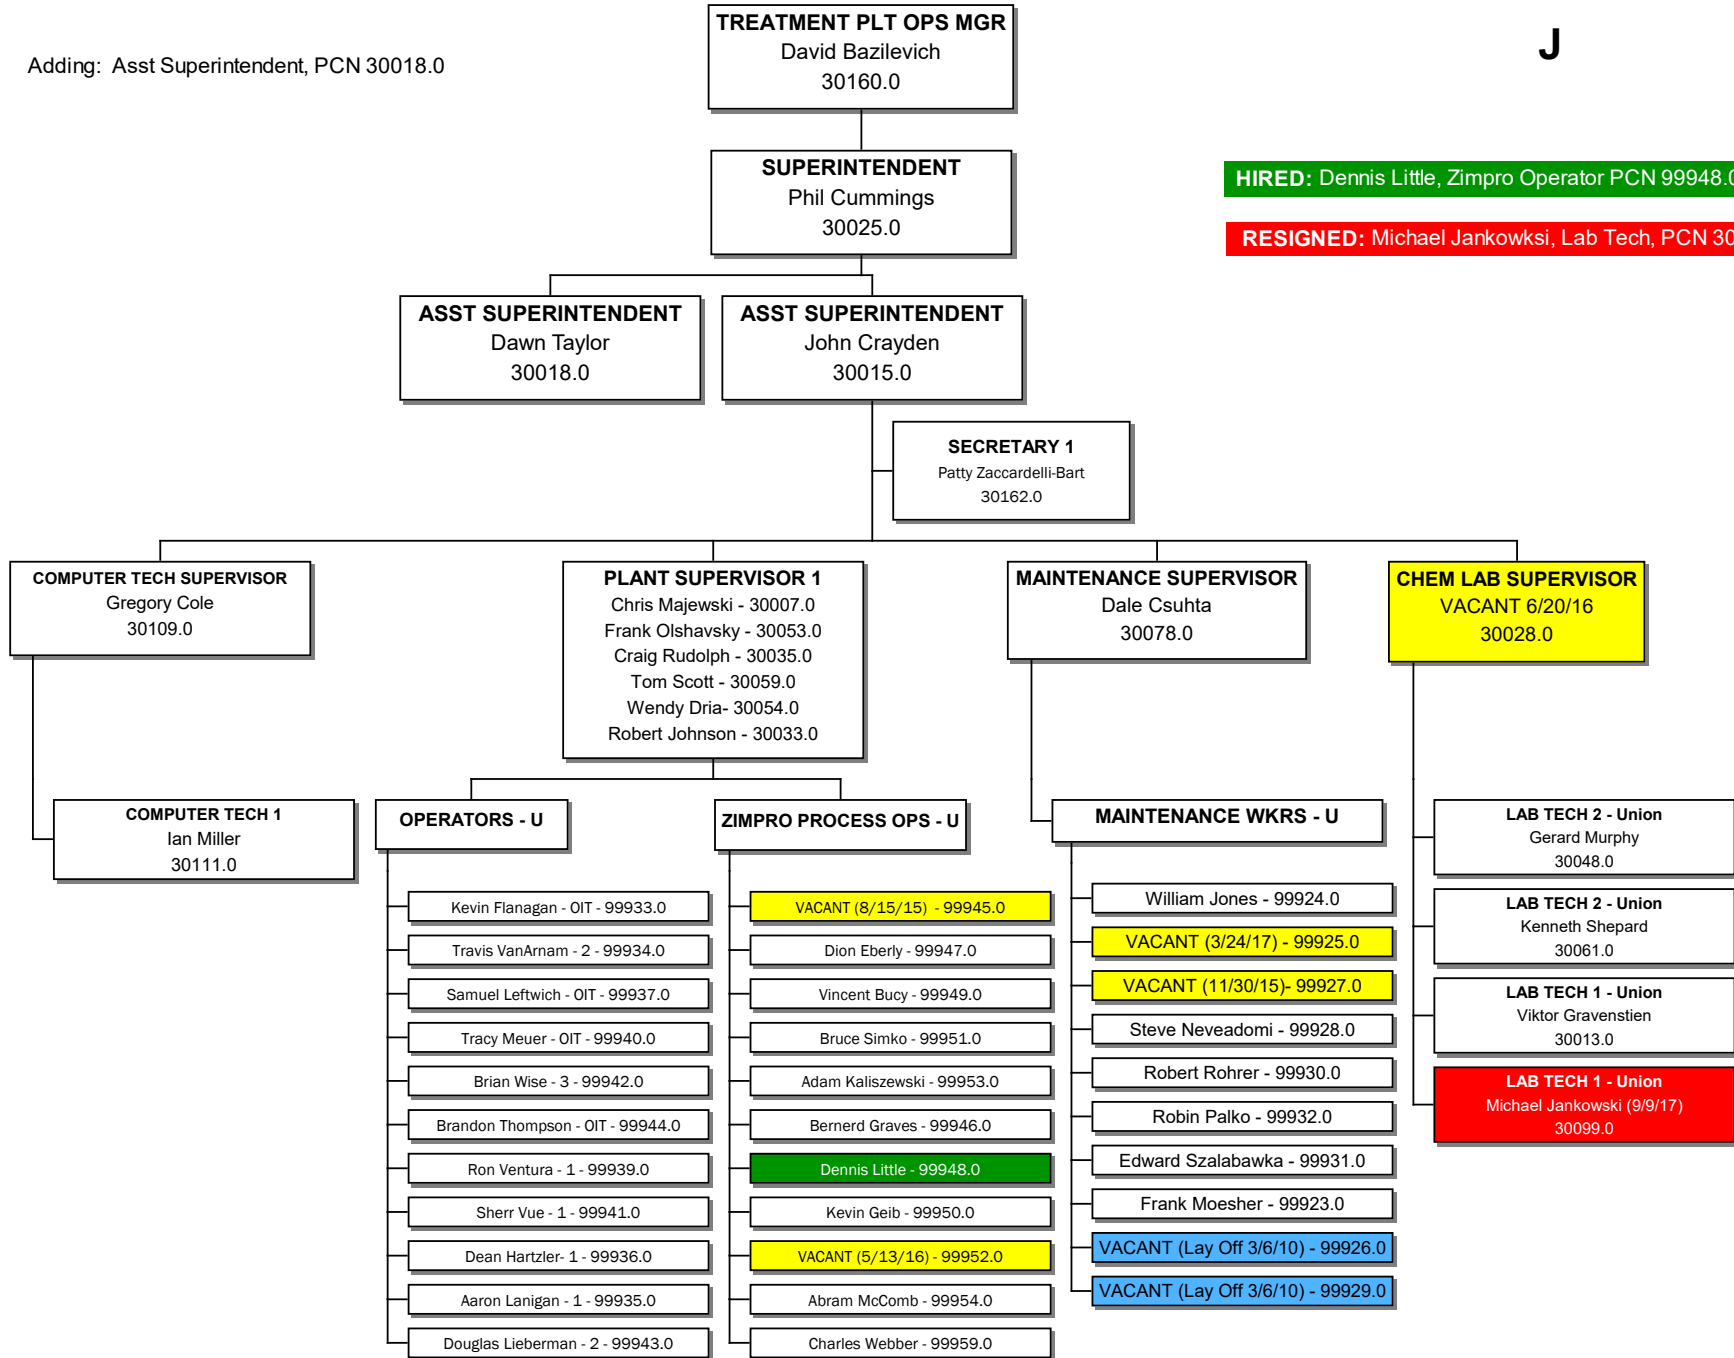 TREATMENT PLT OPS MGR
David Bazilevich
30160.0
J
Adding: Asst Superintendent, PCN 30018.0
SUPERINTENDENT
Phil Cummings
30025.0
HIRED: Dennis Little, Zimpro Operator PCN 99948.0
RESIGNED: Michael Jankowksi, Lab Tech, PCN 30
ASST SUPERINTENDENT
Dawn Taylor
30018.0
ASST SUPERINTENDENT
John Crayden
30015.0
SECRETARY 1
Patty Zaccardelli-Bart
30162.0
COMPUTER TECH SUPERVISOR
Gregory Cole
30109.0
PLANT SUPERVISOR 1
Chris Majewski - 30007.0
Frank Olshavsky - 30053.0
Craig Rudolph - 30035.0
Tom Scott - 30059.0
Wendy Dria- 30054.0
Robert Johnson - 30033.0
MAINTENANCE SUPERVISOR
Dale Csuhta
30078.0
CHEM LAB SUPERVISOR
VACANT 6/20/16
30028.0
COMPUTER TECH 1
Ian Miller
30111.0
OPERATORS - U
Kevin Flanagan - OIT - 99933.0
Travis VanArnam - 2 - 99934.0
Samuel Leftwich - OIT - 99937.0
Tracy Meuer - OIT - 99940.0
Brian Wise - 3 - 99942.0
Brandon Thompson - OIT - 99944.0
Ron Ventura - 1 - 99939.0
Sherr Vue - 1 - 99941.0
Dean Hartzler- 1 - 99936.0
Aaron Lanigan - 1 - 99935.0
Douglas Lieberman - 2 - 99943.0
ZIMPRO PROCESS OPS - U
VACANT (8/15/15) - 99945.0
Dion Eberly - 99947.0
Vincent Bucy - 99949.0
Bruce Simko - 99951.0
Adam Kaliszewski - 99953.0
Bernerd Graves - 99946.0
Dennis Little - 99948.0
Kevin Geib - 99950.0
VACANT (5/13/16) - 99952.0
Abram McComb - 99954.0
Charles Webber - 99959.0
MAINTENANCE WKRS - U
William Jones - 99924.0
VACANT (3/24/17) - 99925.0
VACANT (11/30/15)- 99927.0
Steve Neveadomi - 99928.0
Robert Rohrer - 99930.0
Robin Palko - 99932.0
Edward Szalabawka - 99931.0
Frank Moesher - 99923.0
VACANT (Lay Off 3/6/10) - 99926.0
VACANT (Lay Off 3/6/10) - 99929.0
LAB TECH 2 - Union
Gerard Murphy
30048.0
LAB TECH 2 - Union
Kenneth Shepard
30061.0
LAB TECH 1 - Union
Viktor Gravenstien
30013.0
LAB TECH 1 - Union
Michael Jankowski (9/9/17)
30099.0